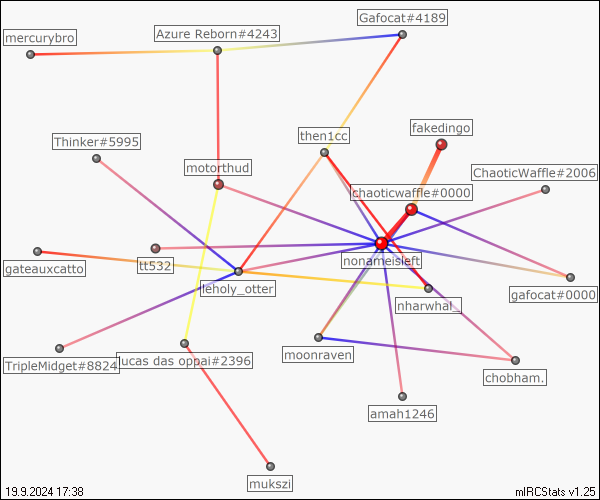 Gafocat#4189
mercurybro
Azure Reborn#4243
fakedingo
Thinker#5995
then1cc
motorthud
ChaoticWaffle#2006
chaoticwaffle#0000
nonameisleft
gateauxcatto
tt532
leholy_otter
gafocat#0000
nharwhal_
moonraven
TripleMidget#8824
lucas das oppai#2396
chobham.
amah1246
mukszi
19.9.2024 17:38
mIRCStats v1.25